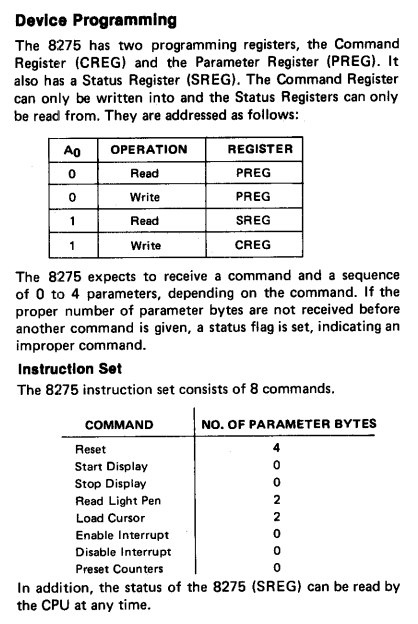 Device Programming
The 8275 has two programming registers, the Command
Register (CREG) and the Parameter Register (PREG). It
also has a Status Register (SREG). The Command Register
can only be written into and the Status Registers can only
be read from. They are addressed as follows:
A0 OPERATION REGISTER
0 Read PREG
0 Write PREG
1 Read SREG
1 Write CREG
The 8275 expects to receive a command and a sequence
of 0 to 4 parameters, depending on the command. If the
proper number of parameter bytes are not received before
another command is given, a status flag is set, indicating an
improper command.
Instruction Set
The 8275 instruction set consists of 8 commands.
COMMAND NO. OF PARAMETER BYTES
Reset 4
Start Display 0
Stop Display 0
Read Light Pen 2
Load Cursor 2
Enable Interrupt 0
Disable Interrupt 0
Preset Counters 0
In addition, the status of the 8275 (SREG) can be read by
the CPU at any time.